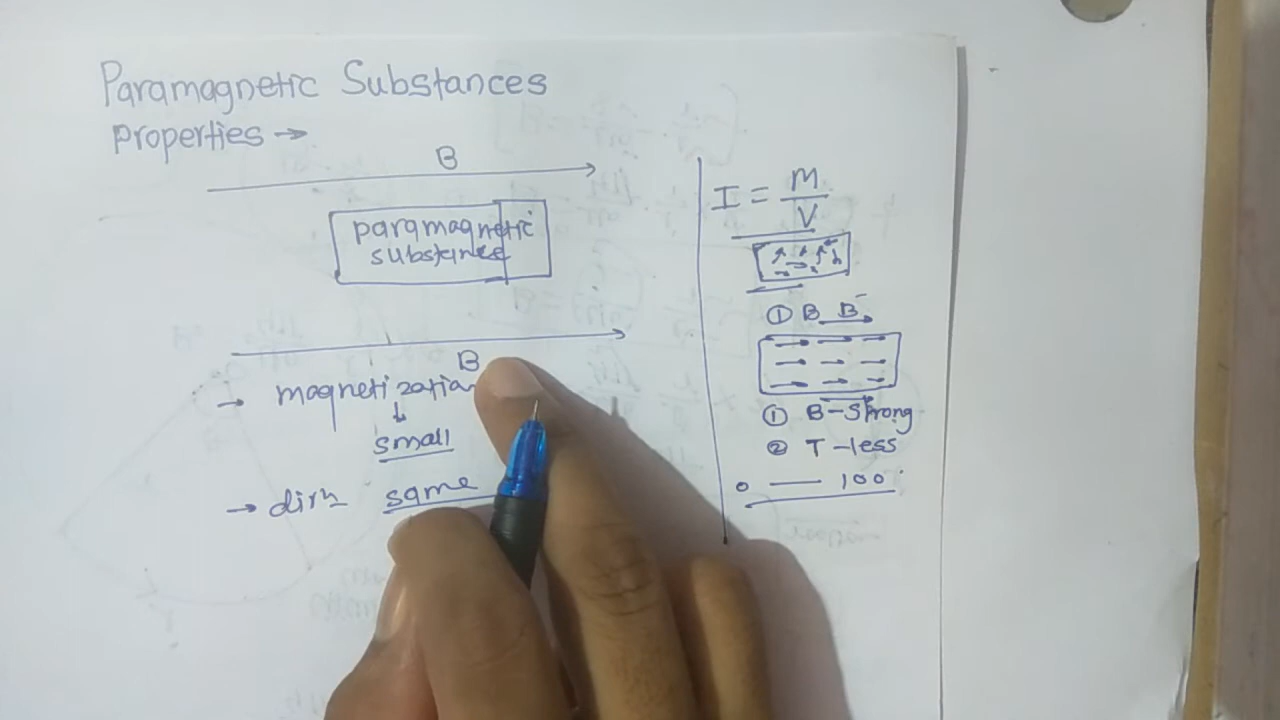 Paramagnetic Substances
Properties →
B
paramagnetic
substance
B
→ magnetization
↓
small
→ dirn same
I = M/V
① B B
① B-Strong
② T-less
0 — 100